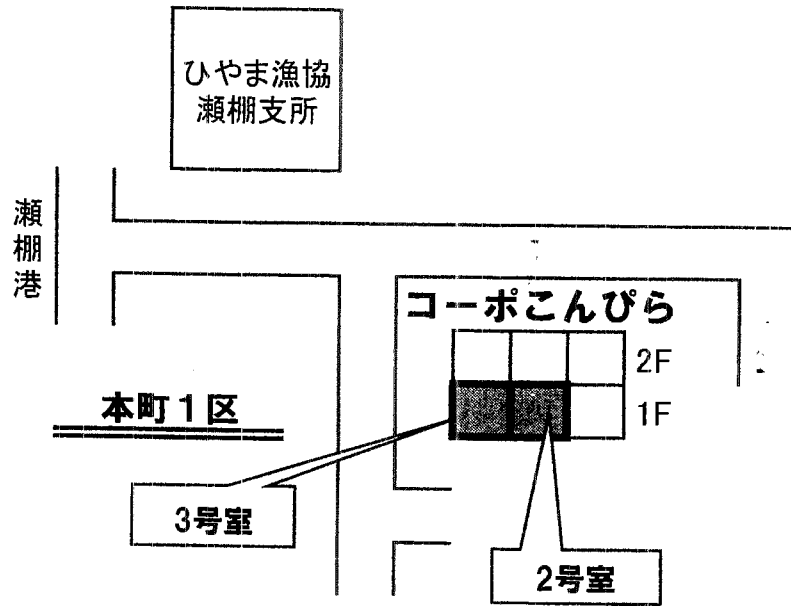 ひやま漁協
瀬棚支所
瀬棚港
コーポこんぴら
2F
1F
本町1区
3号室
2号室